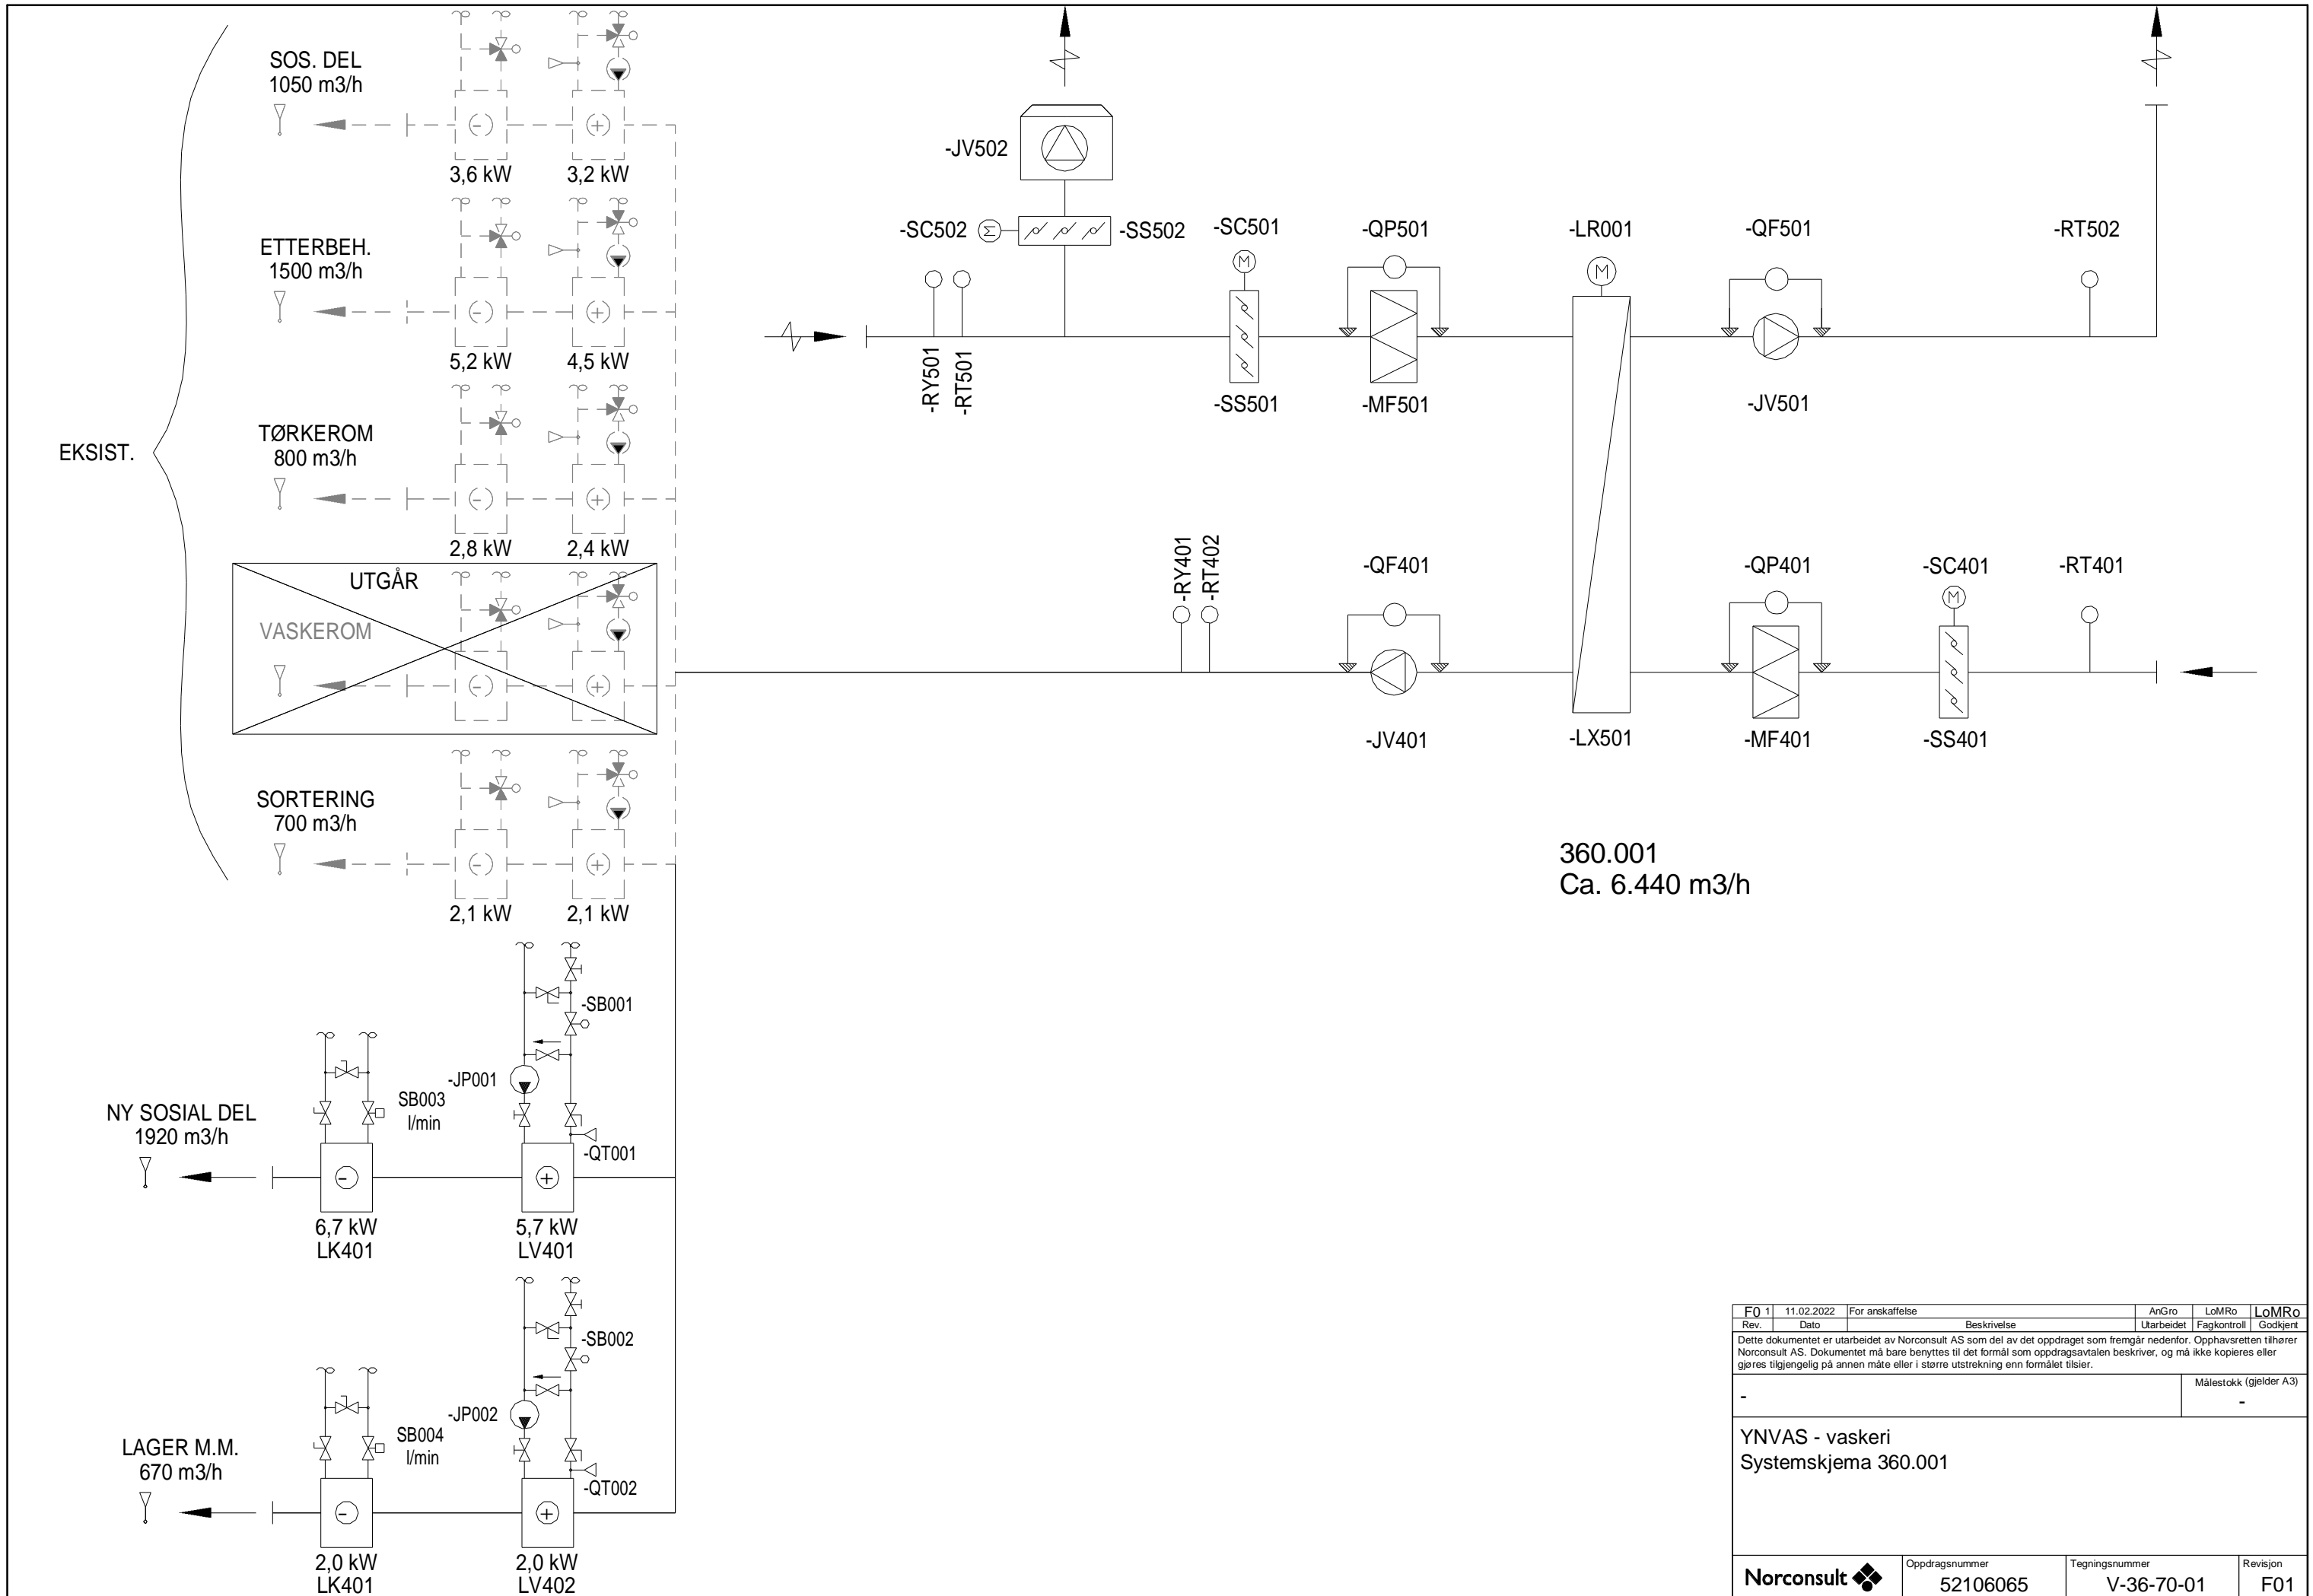 SOS. DEL
1050 m3/h
3,6 kW
3,2 kW
ETTERBEH.
1500 m3/h
5,2 kW
4,5 kW
EKSIST.
TØRKEROM
800 m3/h
2,8 kW
2,4 kW
UTGÅR
VASKEROM
SORTERING
700 m3/h
2,1 kW
2,1 kW
-SB001
-JP001
SB003
l/min
NY SOSIAL DEL
1920 m3/h
-QT001
6,7 kW
LK401
5,7 kW
LV401
-SB002
-JP002
SB004
l/min
LAGER M.M.
670 m3/h
-QT002
2,0 kW
LK401
2,0 kW
LV402
-JV502
-SC502
Σ
-SS502
-SC501
M
-QP501
-LR001
M
-QF501
-RT502
-RY501
-RT501
-SS501
-MF501
-JV501
-RY401
-RT402
-QF401
-QP401
-SC401
M
-RT401
-JV401
-LX501
-MF401
-SS401
360.001
Ca. 6.440 m3/h
F01 11.02.2022 For anskaffelse AnGro LoMRo LoMRo
Rev. Dato Beskrivelse Utarbeidet Fagkontroll Godkjent
Dette dokumentet er utarbeidet av Norconsult AS som del av det oppdraget som fremgår nedenfor. Opphavsretten tilhører
Norconsult AS. Dokumentet må bare benyttes til det formål som oppdragsavtalen beskriver, og må ikke kopieres eller
gjøres tilgjengelig på annen måte eller i større utstrekning enn formålet tilsier.
-
Målestokk (gjelder A3)
-
YNVAS - vaskeri
Systemskjema 360.001
Norconsult
Oppdragsnummer
52106065
Tegningsnummer
V-36-70-01
Revisjon
F01